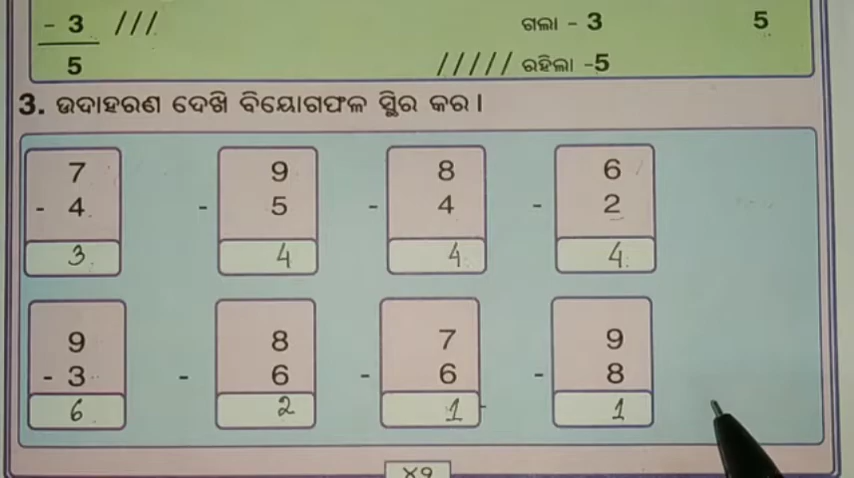 - 3 /// ଗଲା - 3 5
5 ///// ରହିଲା -5
3. ଉଦାହରଣ ଦେଖି ବିୟୋଗଫଳ ସ୍ଥିର କର ।
7 9 8 6
- 4 - 5 - 4 - 2
3 4 4 4
9 8 7 9
- 3 - 6 - 6 - 8
6 2 1 1